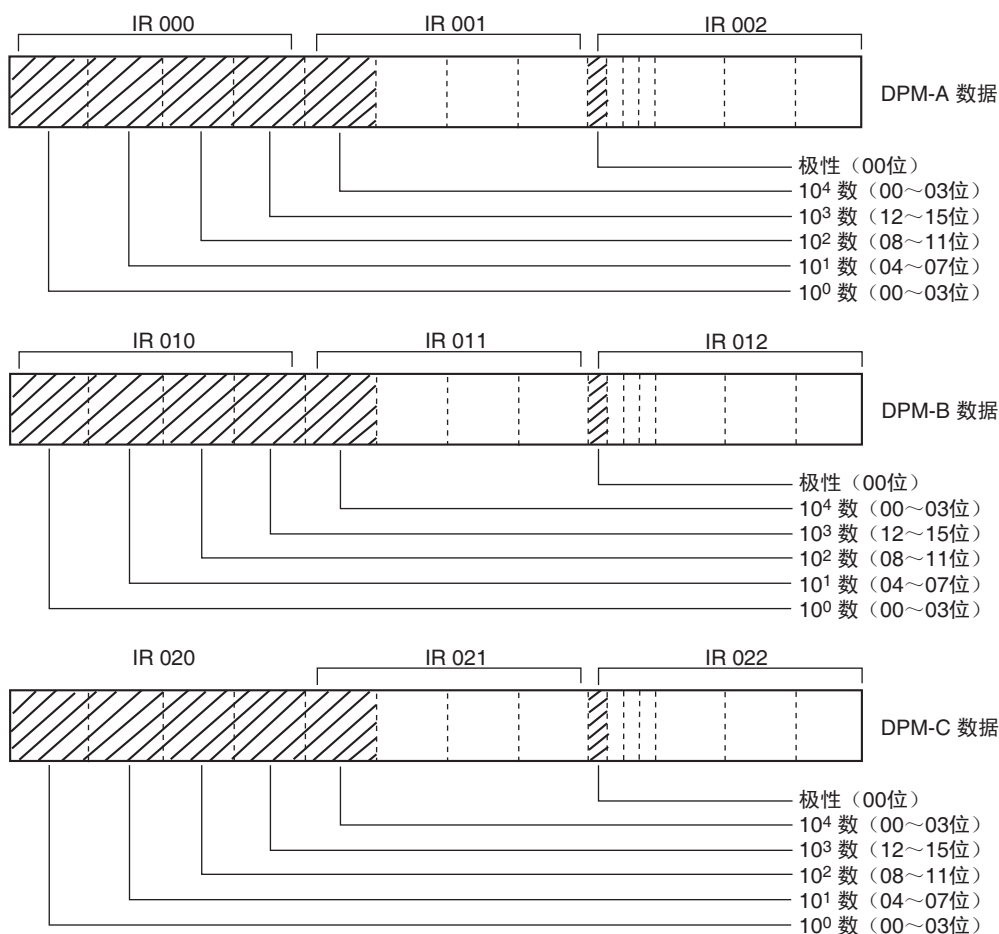 IR 000 IR 001 IR 002
DPM-A 数据
极性（00位）
10⁴ 数（00～03位）
10³ 数（12～15位）
10² 数（08～11位）
10¹ 数（04～07位）
10⁰ 数（00～03位）
IR 010 IR 011 IR 012
DPM-B 数据
极性（00位）
10⁴ 数（00～03位）
10³ 数（12～15位）
10² 数（08～11位）
10¹ 数（04～07位）
10⁰ 数（00～03位）
IR 020 IR 021 IR 022
DPM-C 数据
极性（00位）
10⁴ 数（00～03位）
10³ 数（12～15位）
10² 数（08～11位）
10¹ 数（04～07位）
10⁰ 数（00～03位）